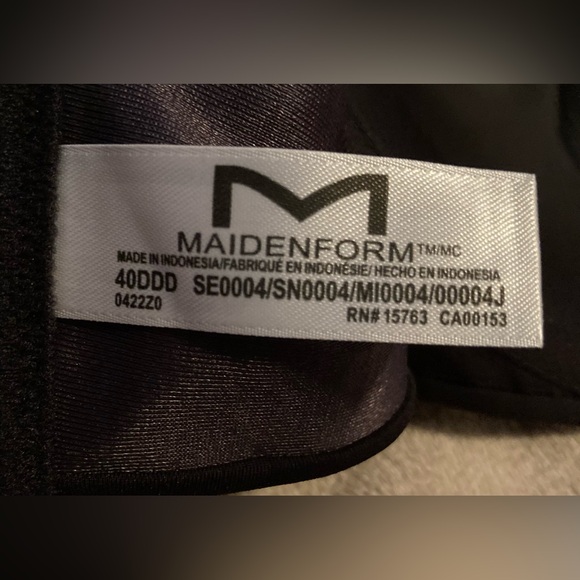 M
MAIDENFORM™/MC
MADE IN INDONESIA/FABRIQUÉ EN INDONÉSIE/HECHO EN INDONESIA
40DDD SE0004/SN0004/MI0004/00004J
0422Z0 RN# 15763 CA00153